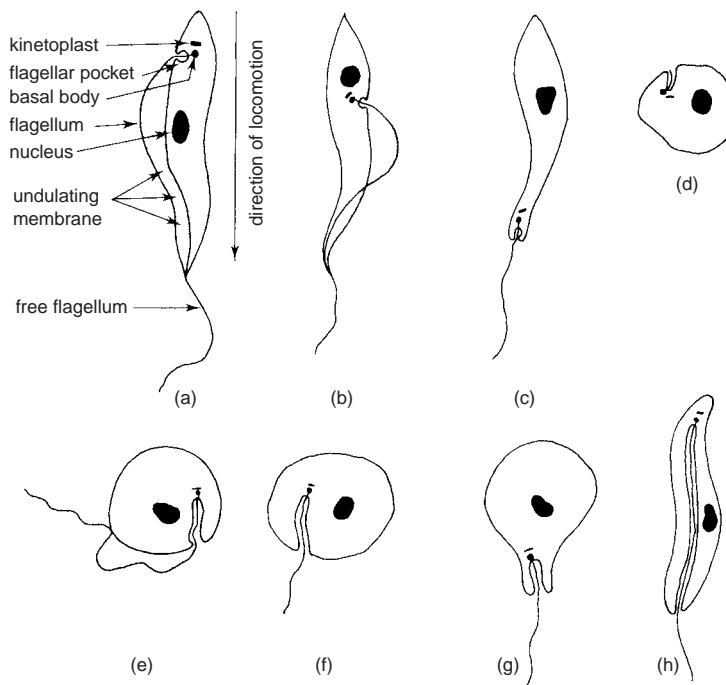 kinetoplast
flagellar pocket
basal body
flagellum
nucleus
undulating
membrane
free flagellum
direction of locomotion
(a)
(b)
(c)
(d)
(e)
(f)
(g)
(h)